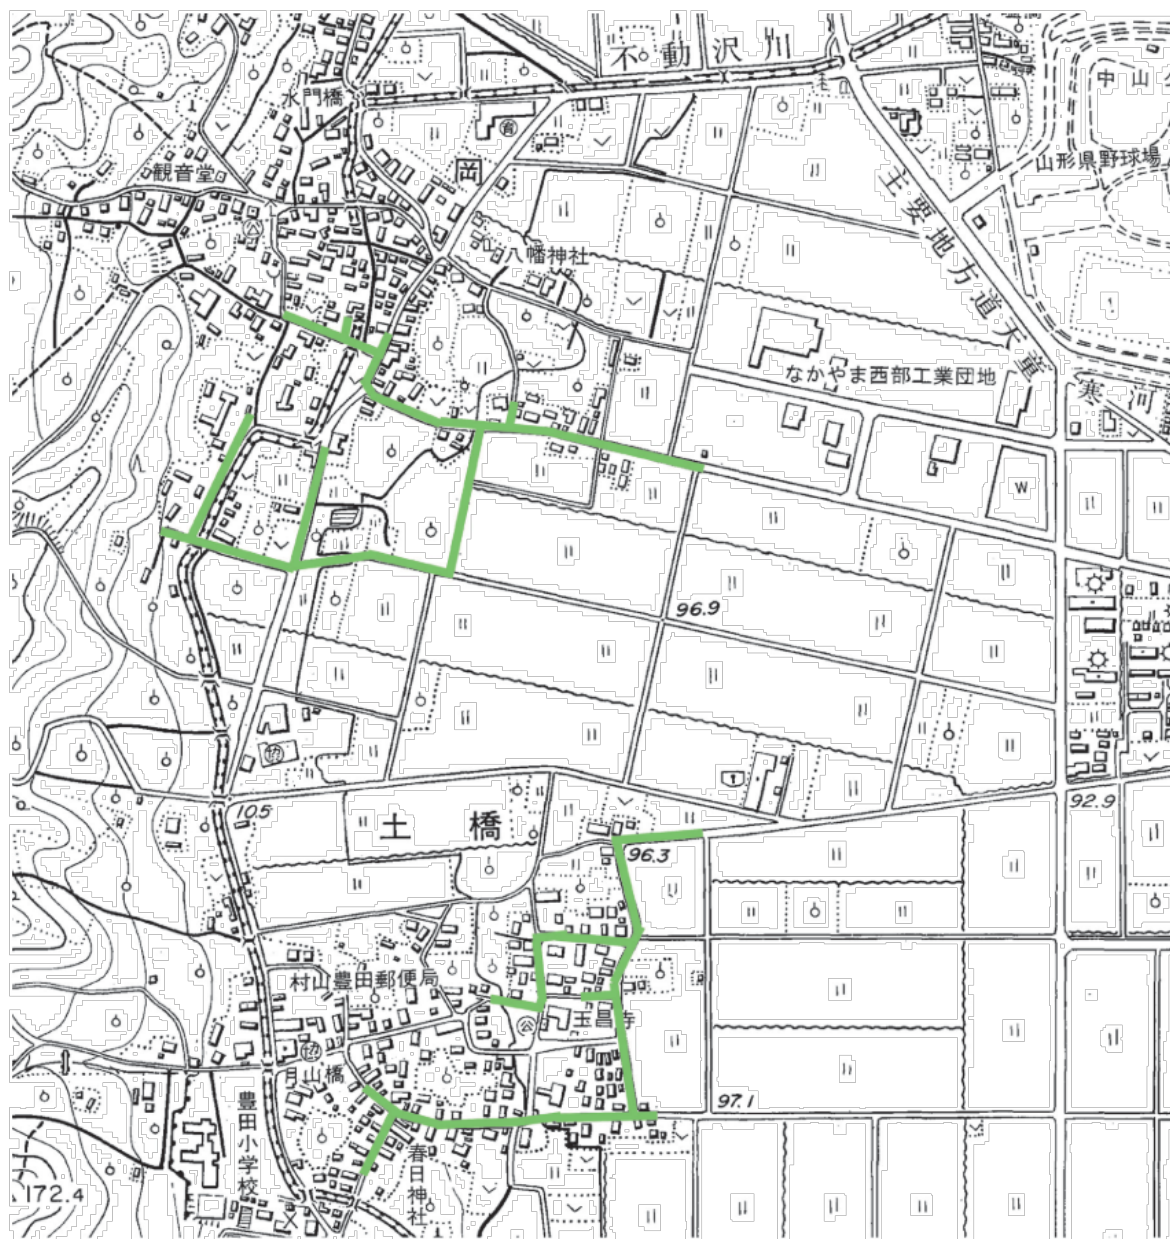 不動沢川
水門橋
中山
岡
山形県野球場
観音堂
主要地方道天童
八幡神社
なかやま西部工業団地
寒河
W
96.9
10.5
92.9
土橋
96.3
村山豊田郵便局
玉昌寺
月山橋
97.1
豊田小学校
春日神社
172.4
文